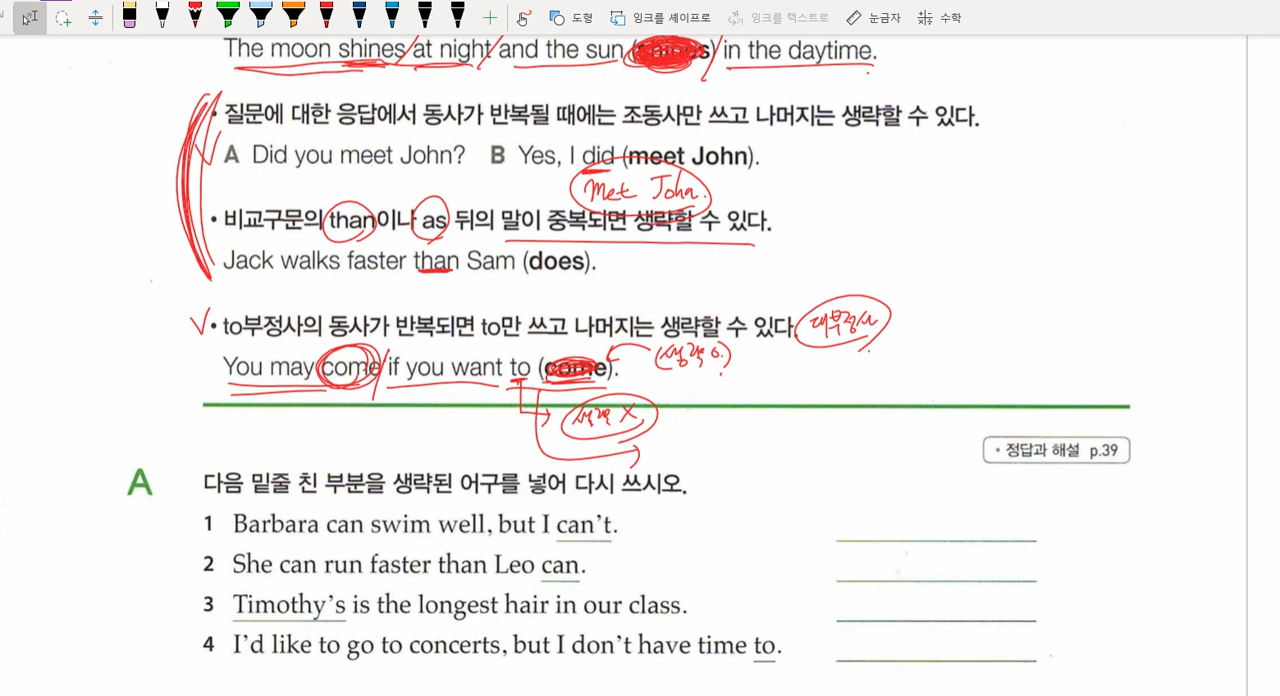 도형 잉크를 셰이프로 잉크를 텍스트로 눈금자 수학
The moon shines/at night/and the sun ( s)/in the daytime.
• 질문에 대한 응답에서 동사가 반복될 때에는 조동사만 쓰고 나머지는 생략할 수 있다.
A Did you meet John? B Yes, I did (meet John).
Met John.
• 비교구문의 than이나 as 뒤의 말이 중복되면 생략할 수 있다.
Jack walks faster than Sam (does).
• to부정사의 동사가 반복되면 to만 쓰고 나머지는 생략할 수 있다. 대부정사
You may come/if you want to (come). (생략 o.)
생략 X
• 정답과 해설 p.39
A 다음 밑줄 친 부분을 생략된 어구를 넣어 다시 쓰시오.
1 Barbara can swim well, but I can't.
2 She can run faster than Leo can.
3 Timothy's is the longest hair in our class.
4 I'd like to go to concerts, but I don't have time to.